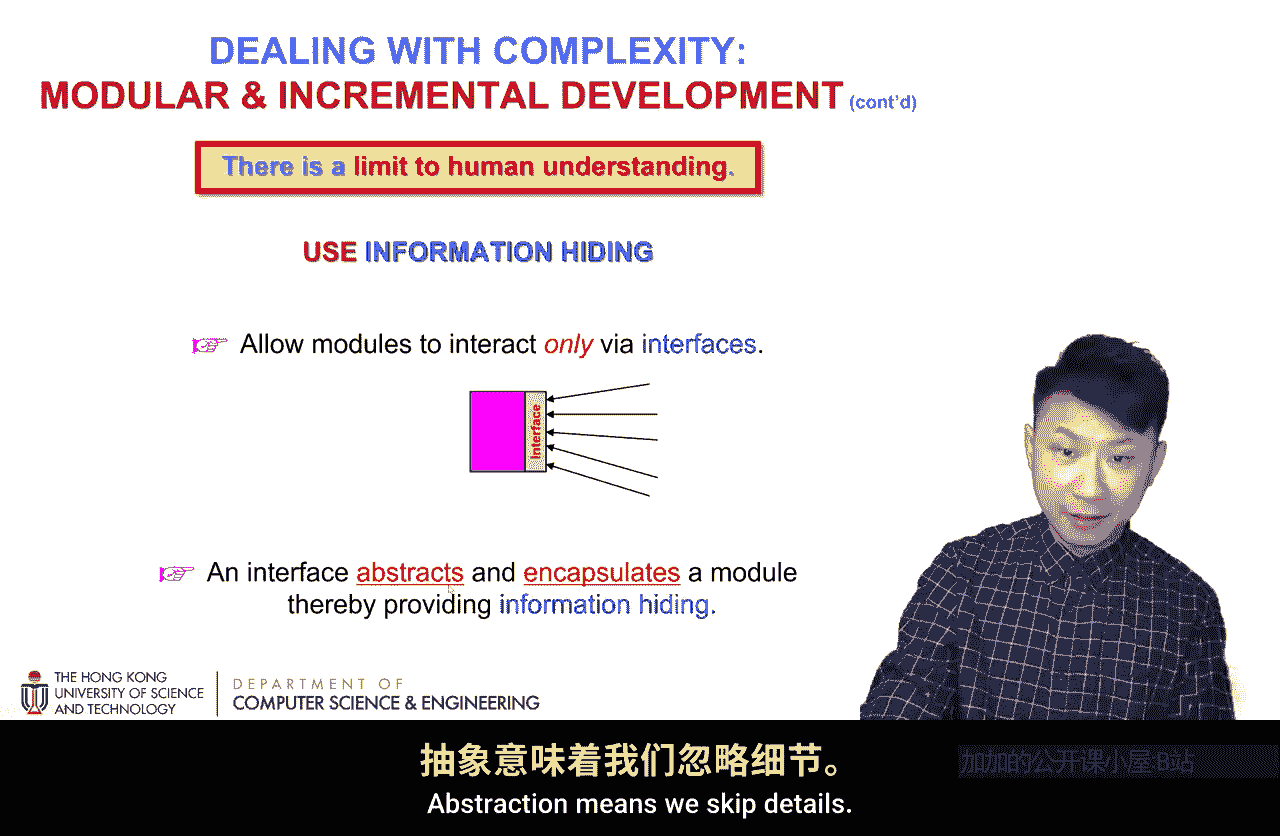 DEALING WITH COMPLEXITY:
MODULAR & INCREMENTAL DEVELOPMENT (cont'd)
There is a limit to human understanding.
USE INFORMATION HIDING
☞ Allow modules to interact only via interfaces.
Interface
☞ An interface abstracts and encapsulates a module
thereby providing information hiding.
THE HONG KONG
UNIVERSITY OF SCIENCE
AND TECHNOLOGY
DEPARTMENT OF
COMPUTER SCIENCE & ENGINEERING
抽象意味着我们忽略细节。
加加的公开课小屋 B站
Abstraction means we skip details.